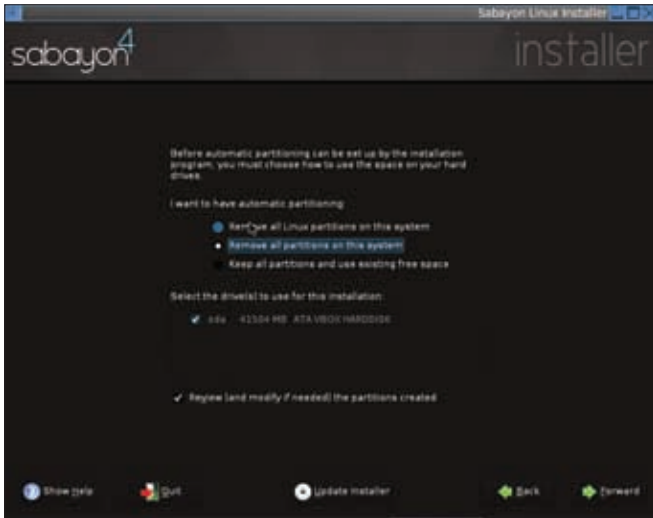 Sabayon Linux Installer
sabayon4
installer
Before automatic partitioning can be set up by the installation
program, you must choose how to use the space on your hard
drives.
I want to have automatic partitioning:
Remove all Linux partitions on this system
Remove all partitions on this system
Keep all partitions and use existing free space
Select the drive(s) to use for this installation:
sda 41504 MB ATA VBOX HARDDISK
Review (and modify if needed) the partitions created
Show Help
Quit
Update Installer
Back
Forward